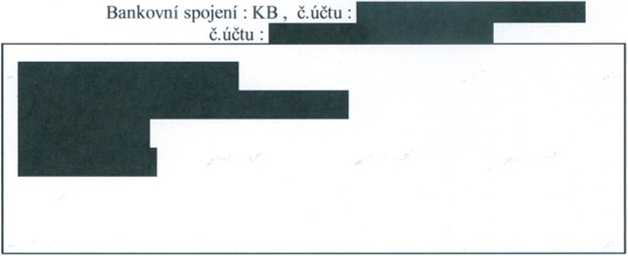 Bankovní spojení : KB , č.účtu :
č.účtu :